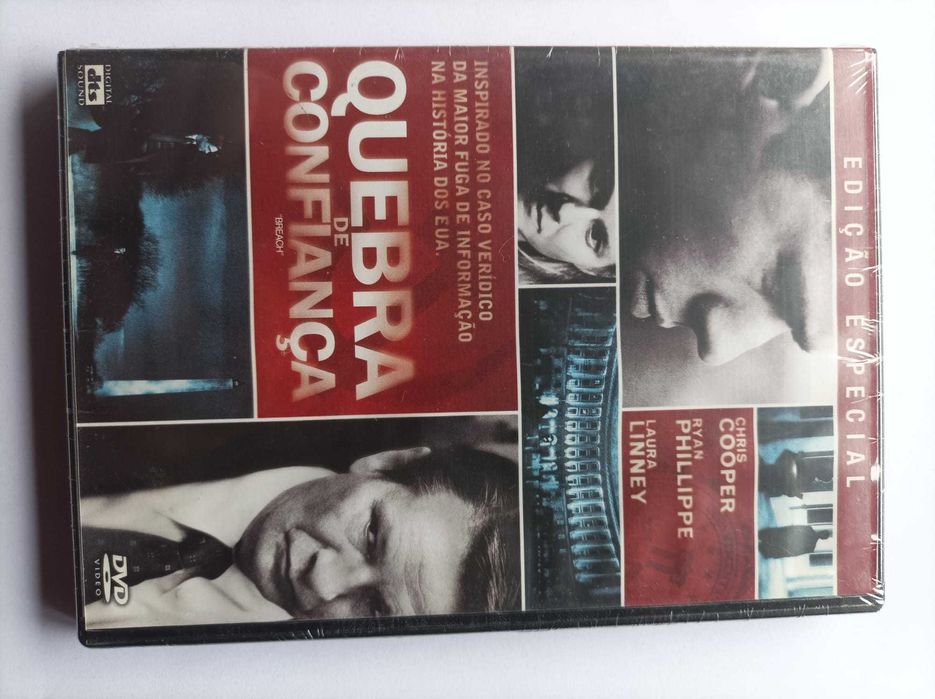 EDIÇÃO ESPECIAL
CHRIS
COOPER
RYAN
PHILLIPPE
LAURA
LINNEY
INSPIRADO NO CASO VERÍDICO
DA MAIOR FUGA DE INFORMAÇÃO
NA HISTÓRIA DOS EUA.
QUEBRA
DE
CONFIANÇA
"BREACH"
dts
DIGITAL
SOUND
DVD
VIDEO